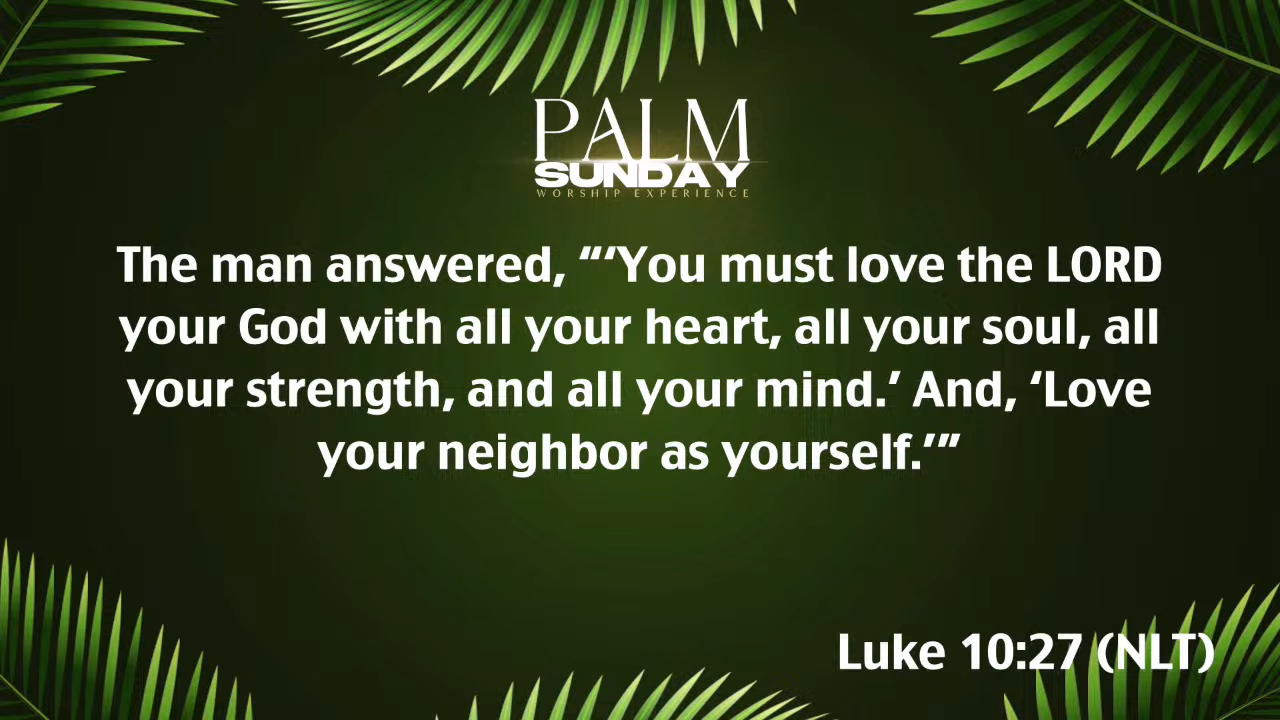 PALM
SUNDAY
WORSHIP EXPERIENCE
The man answered, “‘You must love the LORD
your God with all your heart, all your soul, all
your strength, and all your mind.’ And, ‘Love
your neighbor as yourself.’”
Luke 10:27 (NLT)